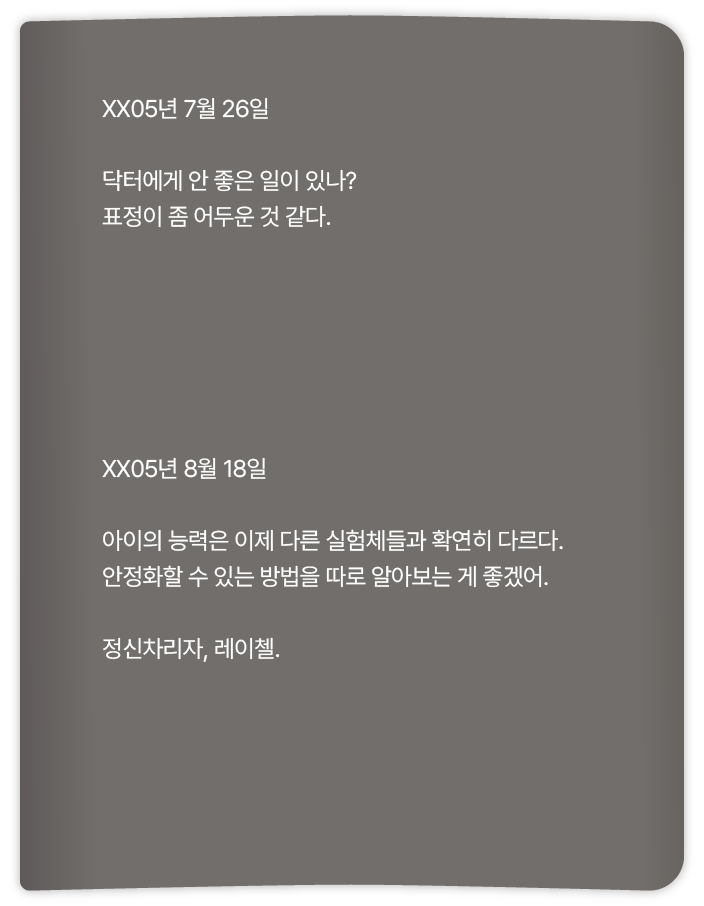 XX05년 7월 26일
닥터에게 안 좋은 일이 있나?
표정이 좀 어두운 것 같다.
XX05년 8월 18일
아이의 능력은 이제 다른 실험체들과 확연히 다르다.
안정화할 수 있는 방법을 따로 알아보는 게 좋겠어.
정신차리자, 레이첼.